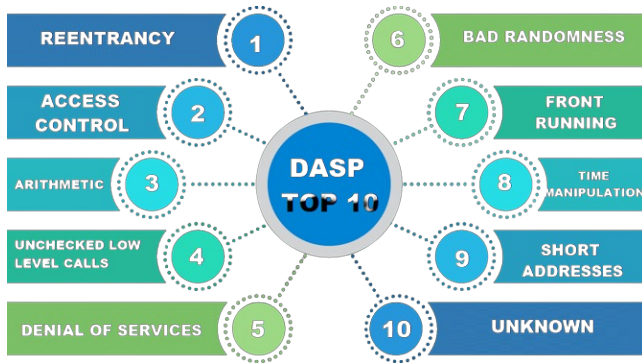 REENTRANCY
1
ACCESS
CONTROL
2
ARITHMETIC
3
UNCHECKED LOW
LEVEL CALLS
4
DENIAL OF SERVICES
5
DASP
TOP 10
6
BAD RANDOMNESS
7
FRONT
RUNNING
8
TIME
MANIPULATION
9
SHORT
ADDRESSES
10
UNKNOWN